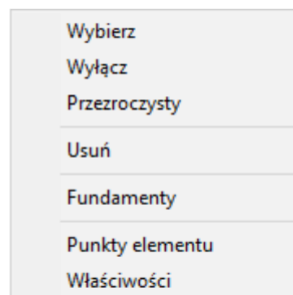 Wybierz
Wyłącz
Przezroczysty
Usuń
Fundamenty
Punkty elementu
Właściwości